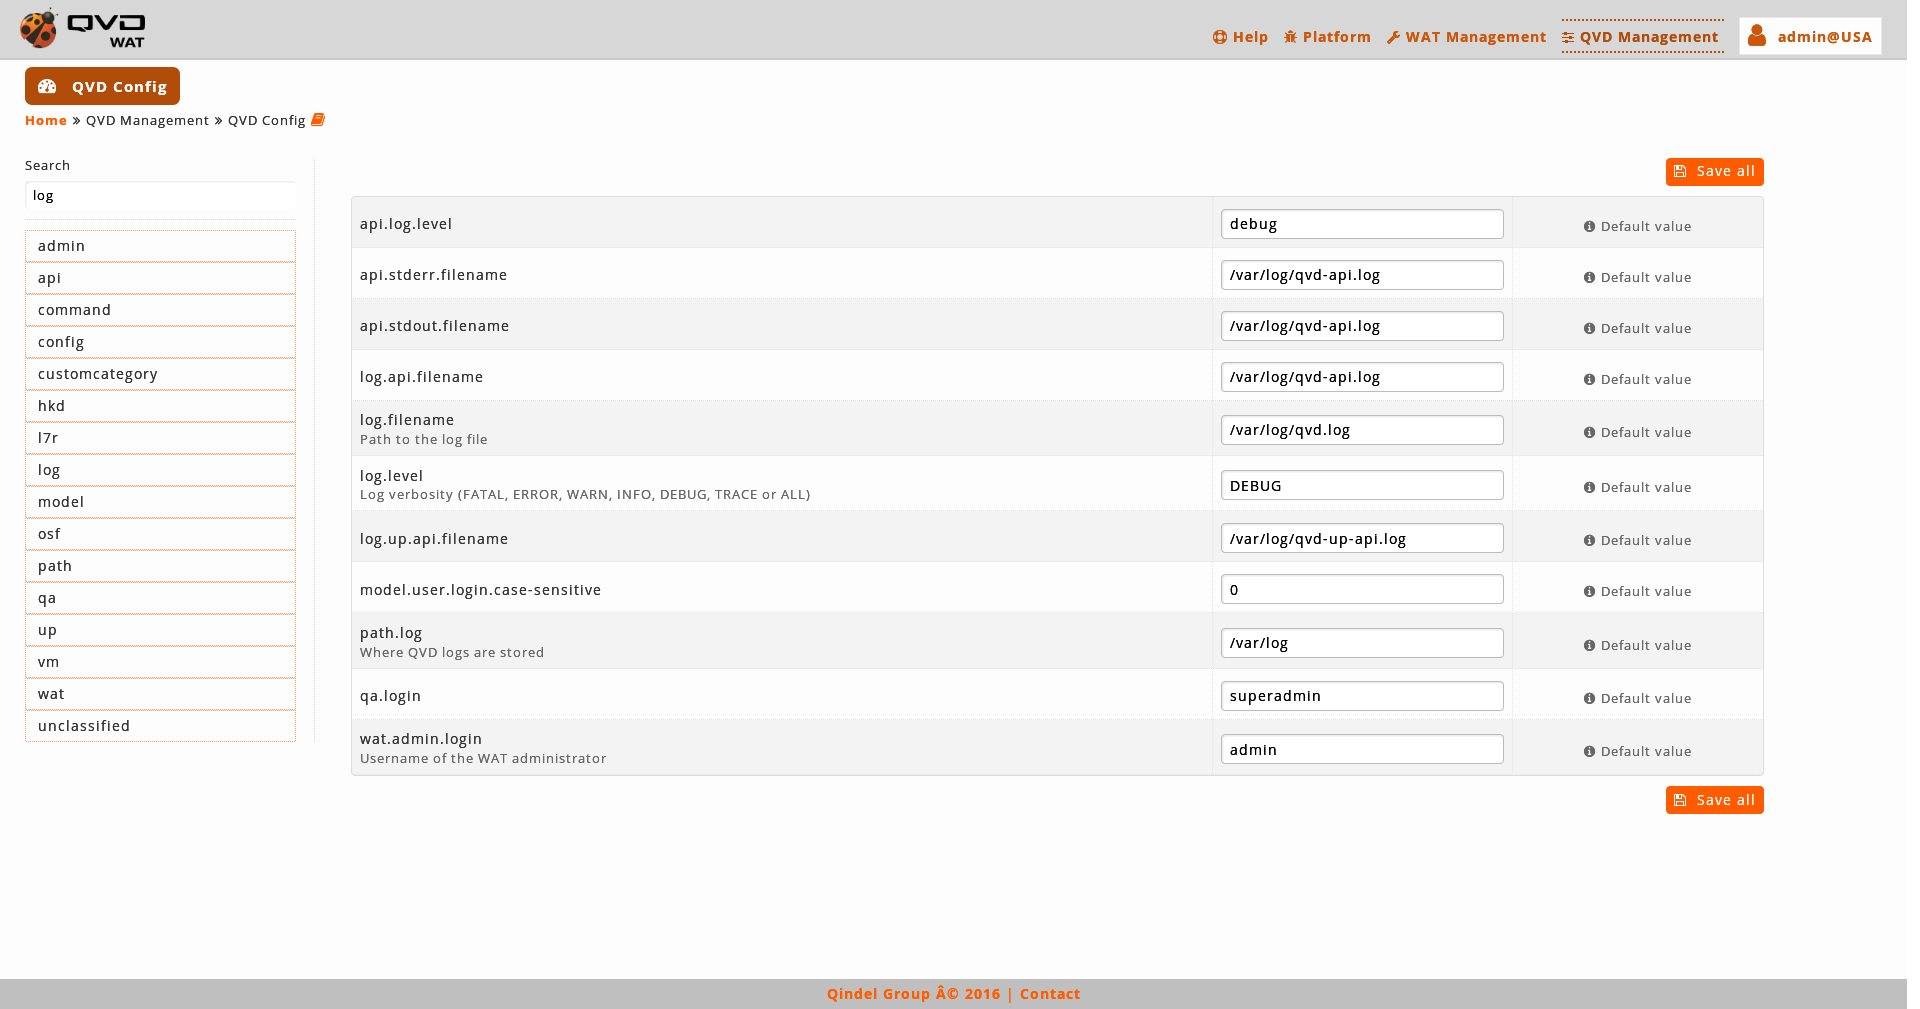 QVD
WAT
Help Platform WAT Management QVD Management admin@USA
QVD Config
Home » QVD Management » QVD Config
Search
log
admin
api
command
config
customcategory
hkd
l7r
log
model
osf
path
qa
up
vm
wat
unclassified
Save all
api.log.level debug Default value
api.stderr.filename /var/log/qvd-api.log Default value
api.stdout.filename /var/log/qvd-api.log Default value
log.api.filename /var/log/qvd-api.log Default value
log.filename
Path to the log file
/var/log/qvd.log Default value
log.level
Log verbosity (FATAL, ERROR, WARN, INFO, DEBUG, TRACE or ALL)
DEBUG Default value
log.up.api.filename /var/log/qvd-up-api.log Default value
model.user.login.case-sensitive 0 Default value
path.log
Where QVD logs are stored
/var/log Default value
qa.login superadmin Default value
wat.admin.login
Username of the WAT administrator
admin Default value
Save all
Qindel Group Â© 2016 | Contact